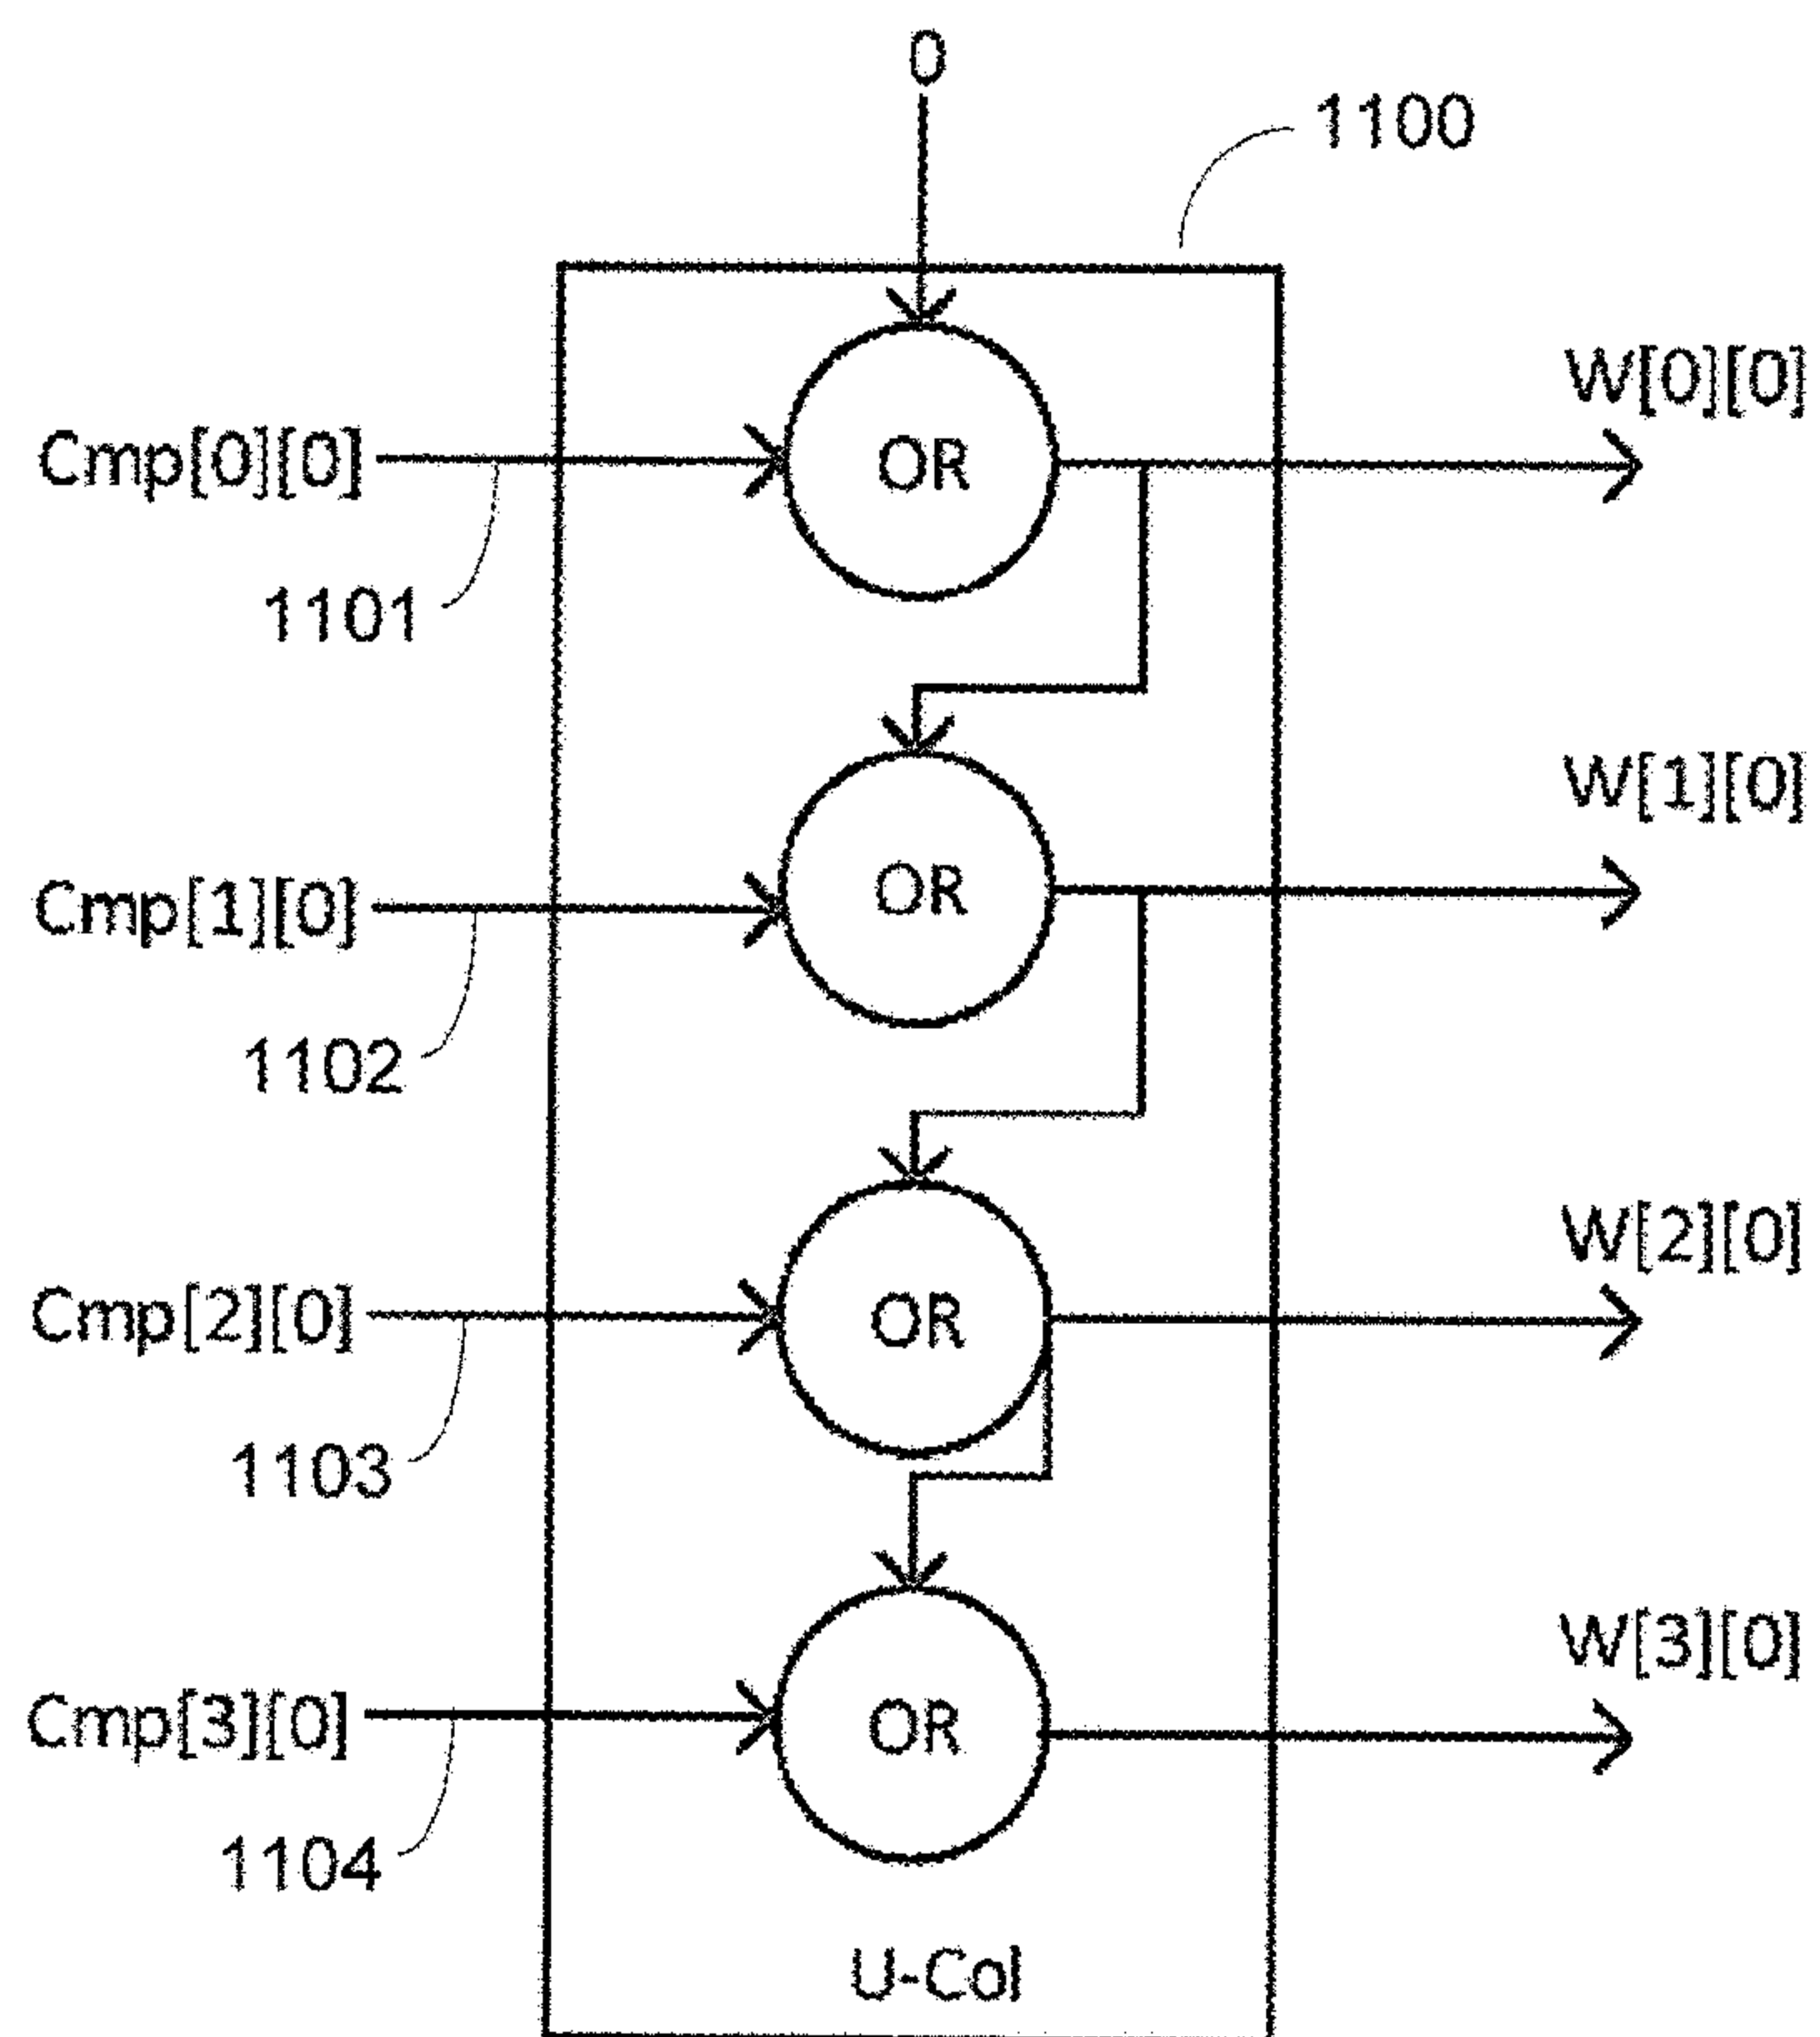 0
1100
W[0][0]
Cmp[0][0]
OR
1101
W[1][0]
Cmp[1][0]
OR
1102
W[2][0]
Cmp[2][0]
OR
1103
W[3][0]
Cmp[3][0]
OR
1104
U-Col